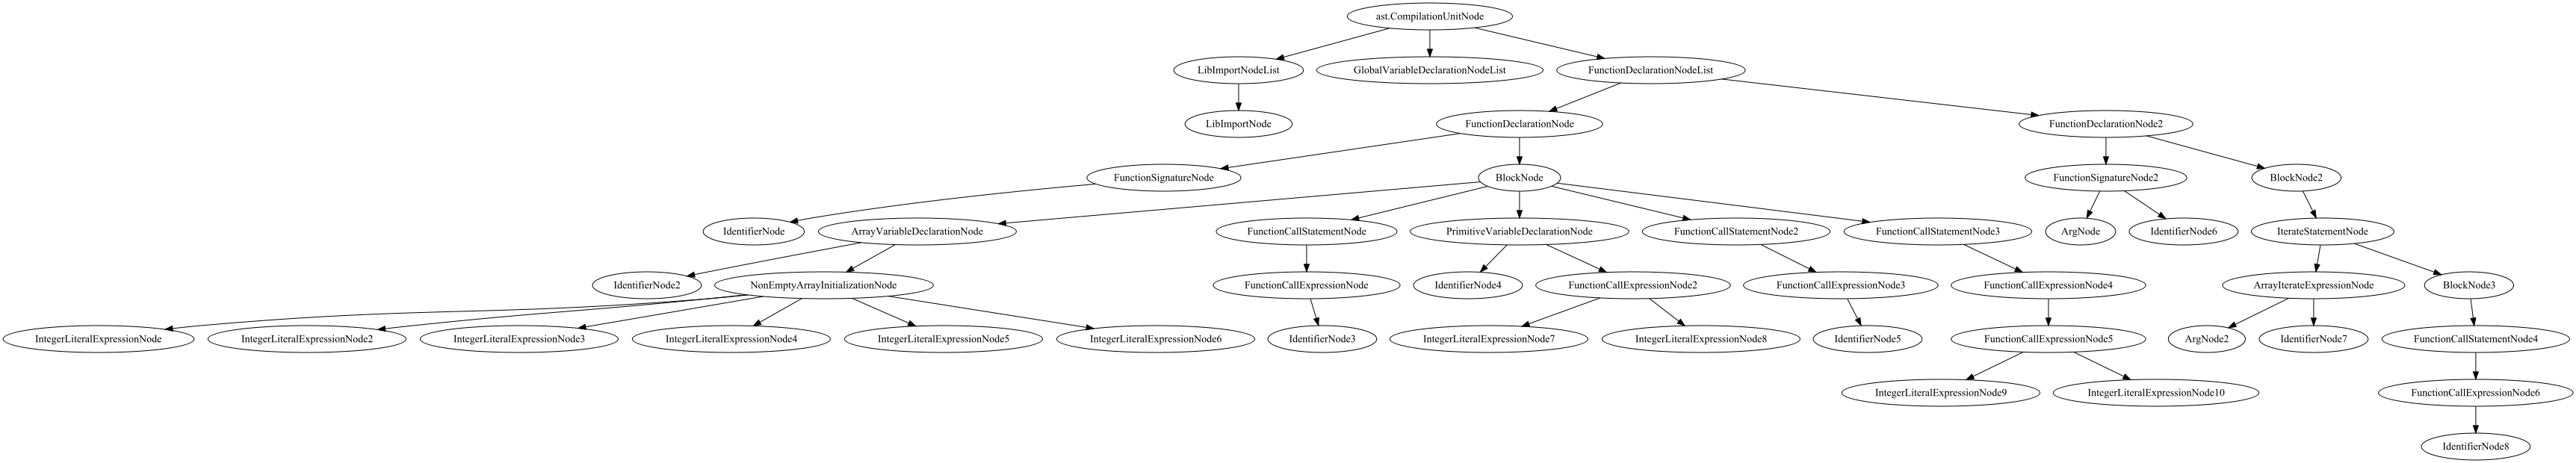 ast.CompilationUnitNode
LibImportNodeList
GlobalVariableDeclarationNodeList
FunctionDeclarationNodeList
LibImportNode
FunctionDeclarationNode
FunctionDeclarationNode2
FunctionSignatureNode
BlockNode
FunctionSignatureNode2
BlockNode2
IdentifierNode
ArrayVariableDeclarationNode
FunctionCallStatementNode
PrimitiveVariableDeclarationNode
FunctionCallStatementNode2
FunctionCallStatementNode3
ArgNode
IdentifierNode6
IterateStatementNode
IdentifierNode2
NonEmptyArrayInitializationNode
FunctionCallExpressionNode
IdentifierNode4
FunctionCallExpressionNode2
FunctionCallExpressionNode3
FunctionCallExpressionNode4
ArrayIterateExpressionNode
BlockNode3
IntegerLiteralExpressionNode
IntegerLiteralExpressionNode2
IntegerLiteralExpressionNode3
IntegerLiteralExpressionNode4
IntegerLiteralExpressionNode5
IntegerLiteralExpressionNode6
IdentifierNode3
IntegerLiteralExpressionNode7
IntegerLiteralExpressionNode8
IdentifierNode5
FunctionCallExpressionNode5
ArgNode2
IdentifierNode7
FunctionCallStatementNode4
IntegerLiteralExpressionNode9
IntegerLiteralExpressionNode10
FunctionCallExpressionNode6
IdentifierNode8